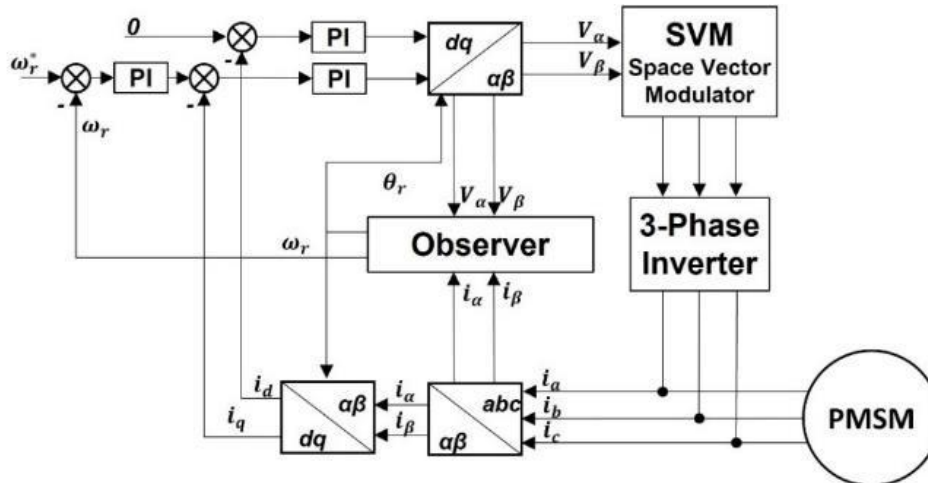 0
PI
dq
αβ
V_α
V_β
SVM
Space Vector
Modulator
ω_r^*
PI
PI
-
-
-
ω_r
θ_r
V_α V_β
3-Phase
Inverter
ω_r
Observer
i_α i_β
i_d
i_q
αβ
dq
i_α
i_β
abc
αβ
i_a
i_b
i_c
PMSM